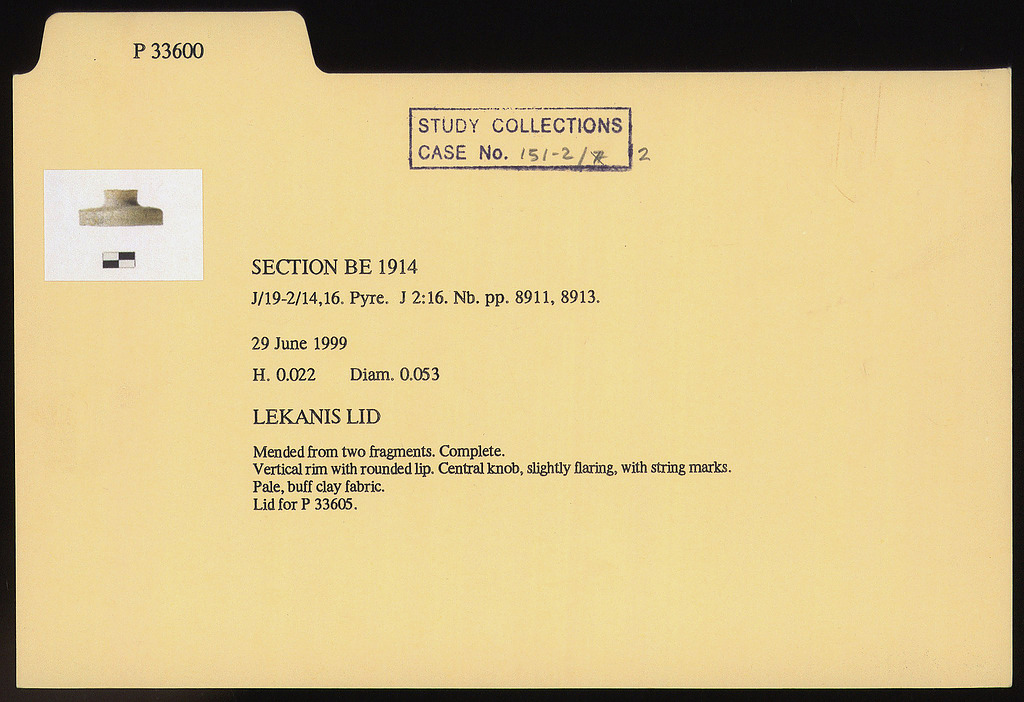 P 33600
STUDY COLLECTIONS
CASE No. 151-2/ 2
SECTION BE 1914
J/19-2/14,16. Pyre. J 2:16. Nb. pp. 8911, 8913.
29 June 1999
H. 0.022 Diam. 0.053
LEKANIS LID
Mended from two fragments. Complete.
Vertical rim with rounded lip. Central knob, slightly flaring, with string marks.
Pale, buff clay fabric.
Lid for P 33605.